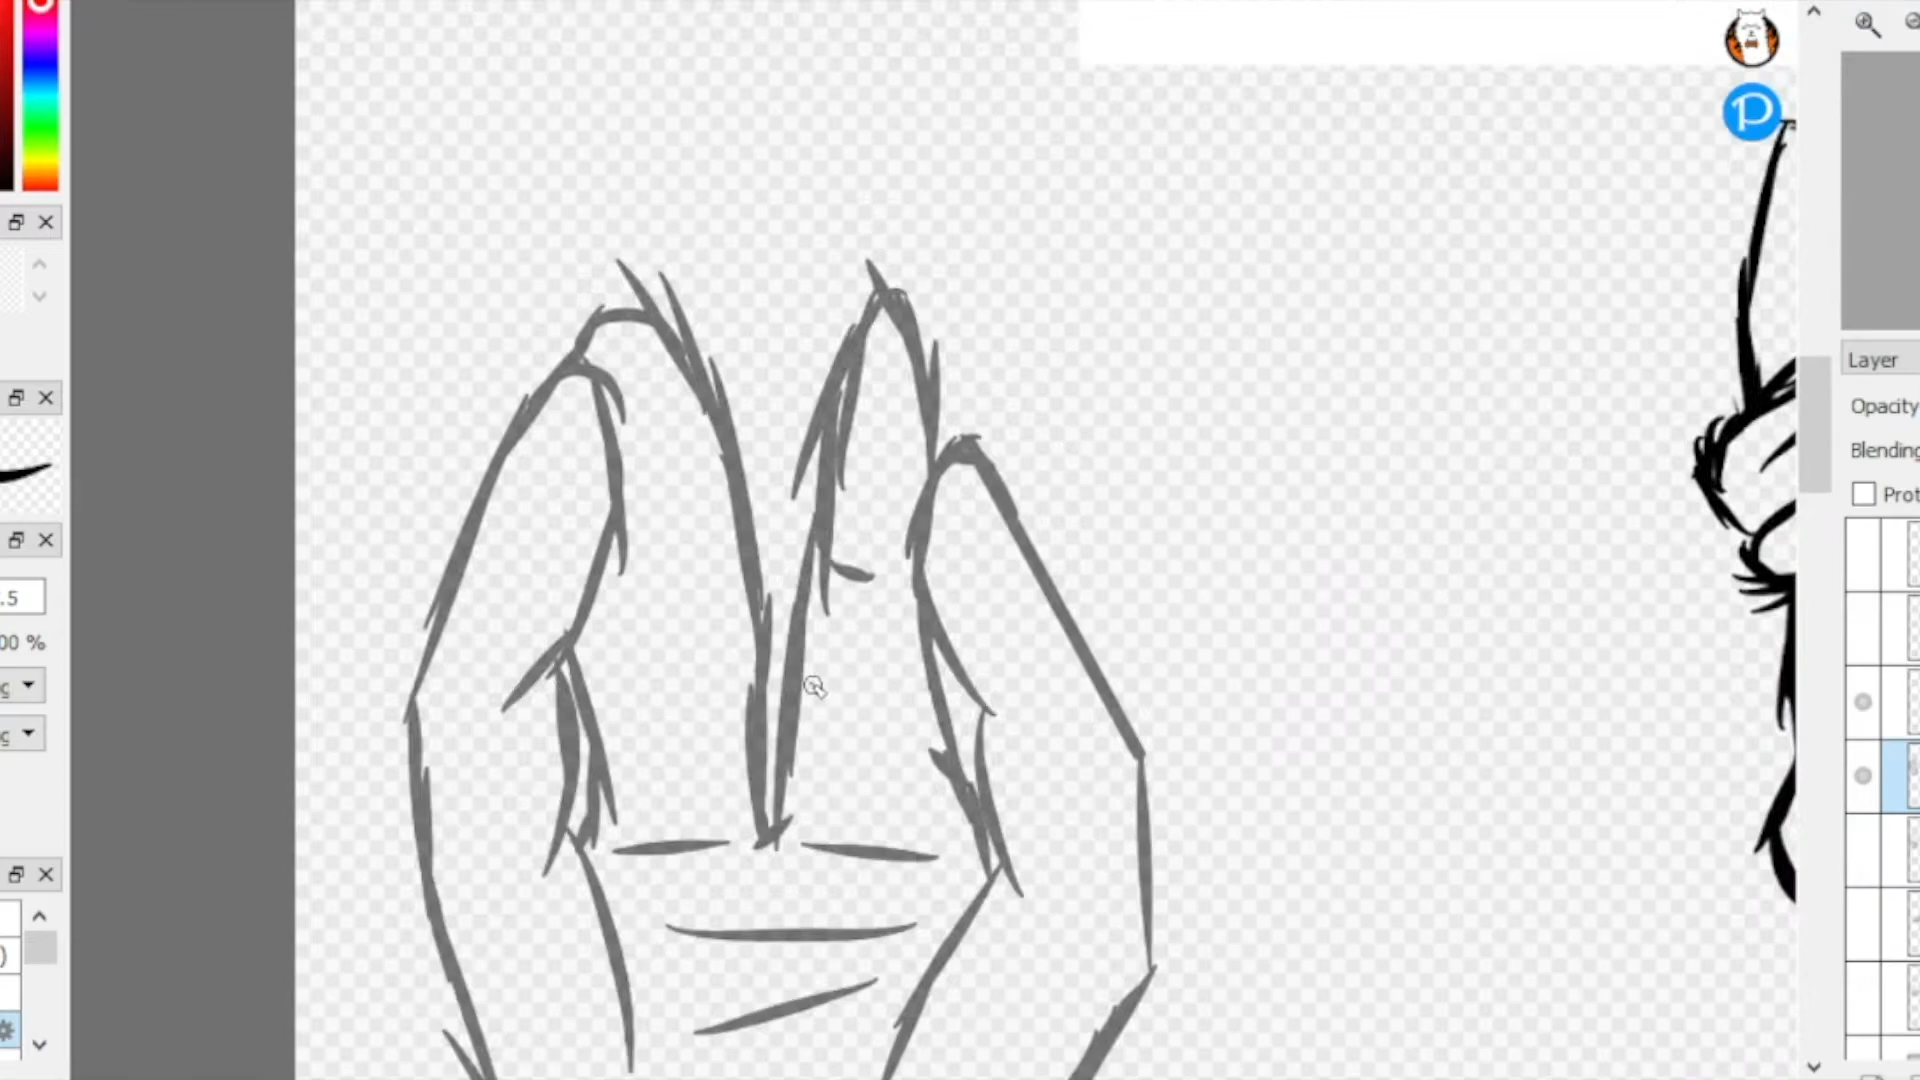 P
Layer
Opacity
Blending
Prot
.5
00 %
g
g
)